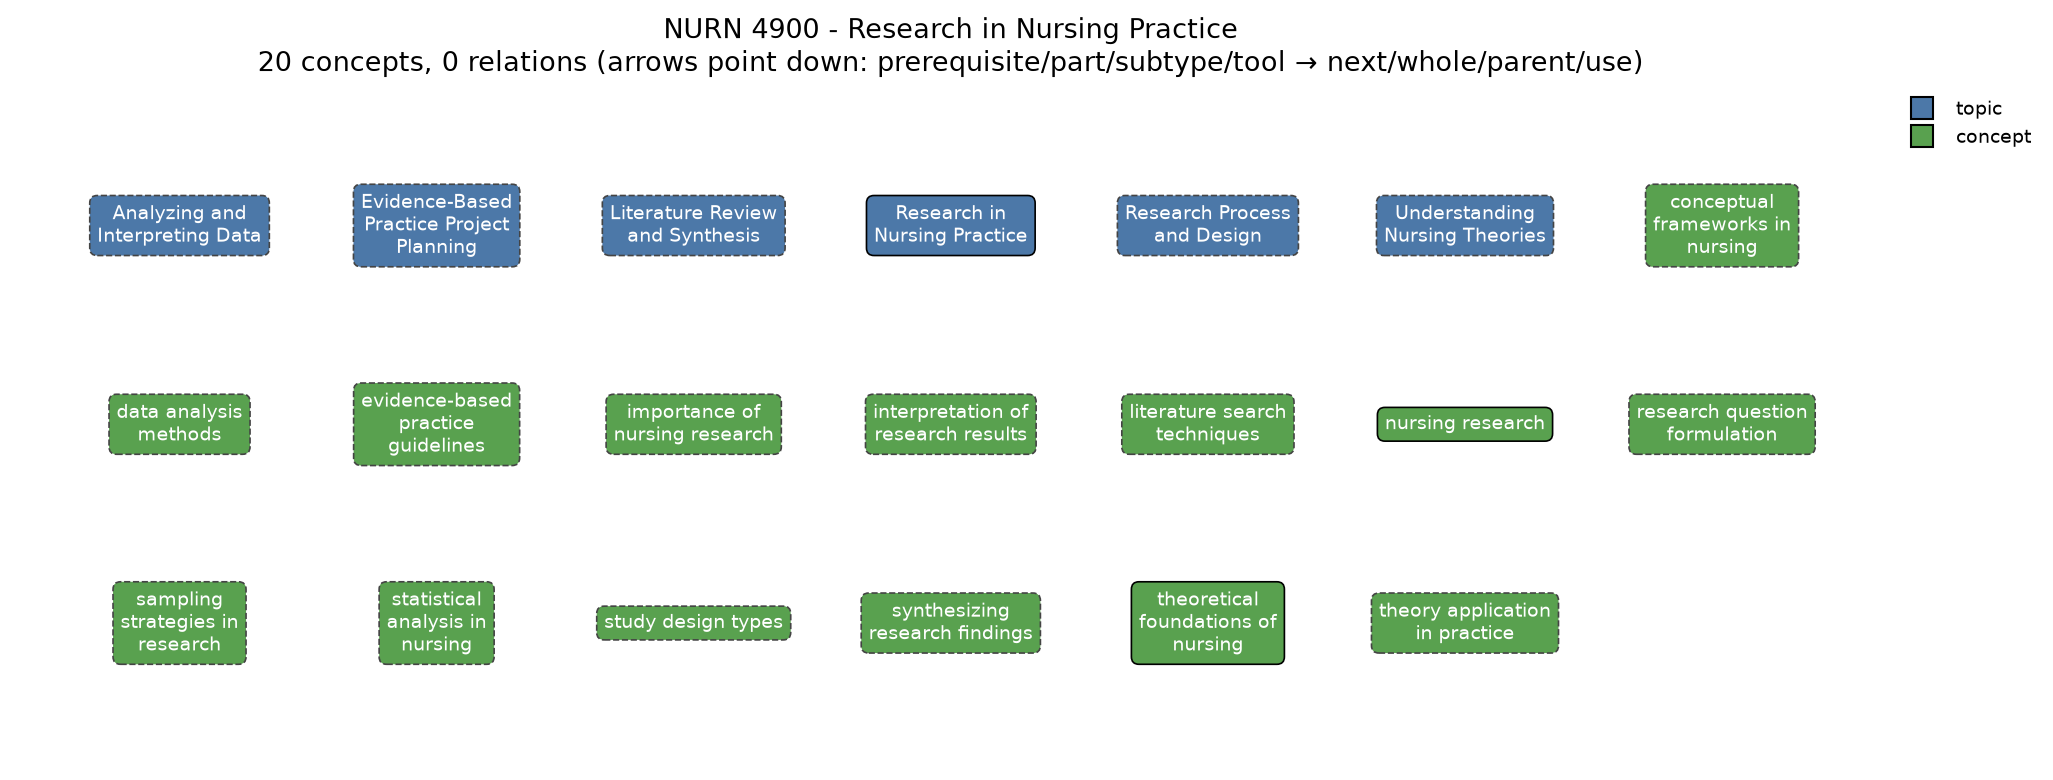 NURN 4900 - Research in Nursing Practice
20 concepts, 0 relations (arrows point down: prerequisite/part/subtype/tool → next/whole/parent/use)
topic
concept
Analyzing and
Interpreting Data
Evidence-Based
Practice Project
Planning
Literature Review
and Synthesis
Research in
Nursing Practice
Research Process
and Design
Understanding
Nursing Theories
conceptual
frameworks in
nursing
data analysis
methods
evidence-based
practice
guidelines
importance of
nursing research
interpretation of
research results
literature search
techniques
nursing research
research question
formulation
sampling
strategies in
research
statistical
analysis in
nursing
study design types
synthesizing
research findings
theoretical
foundations of
nursing
theory application
in practice